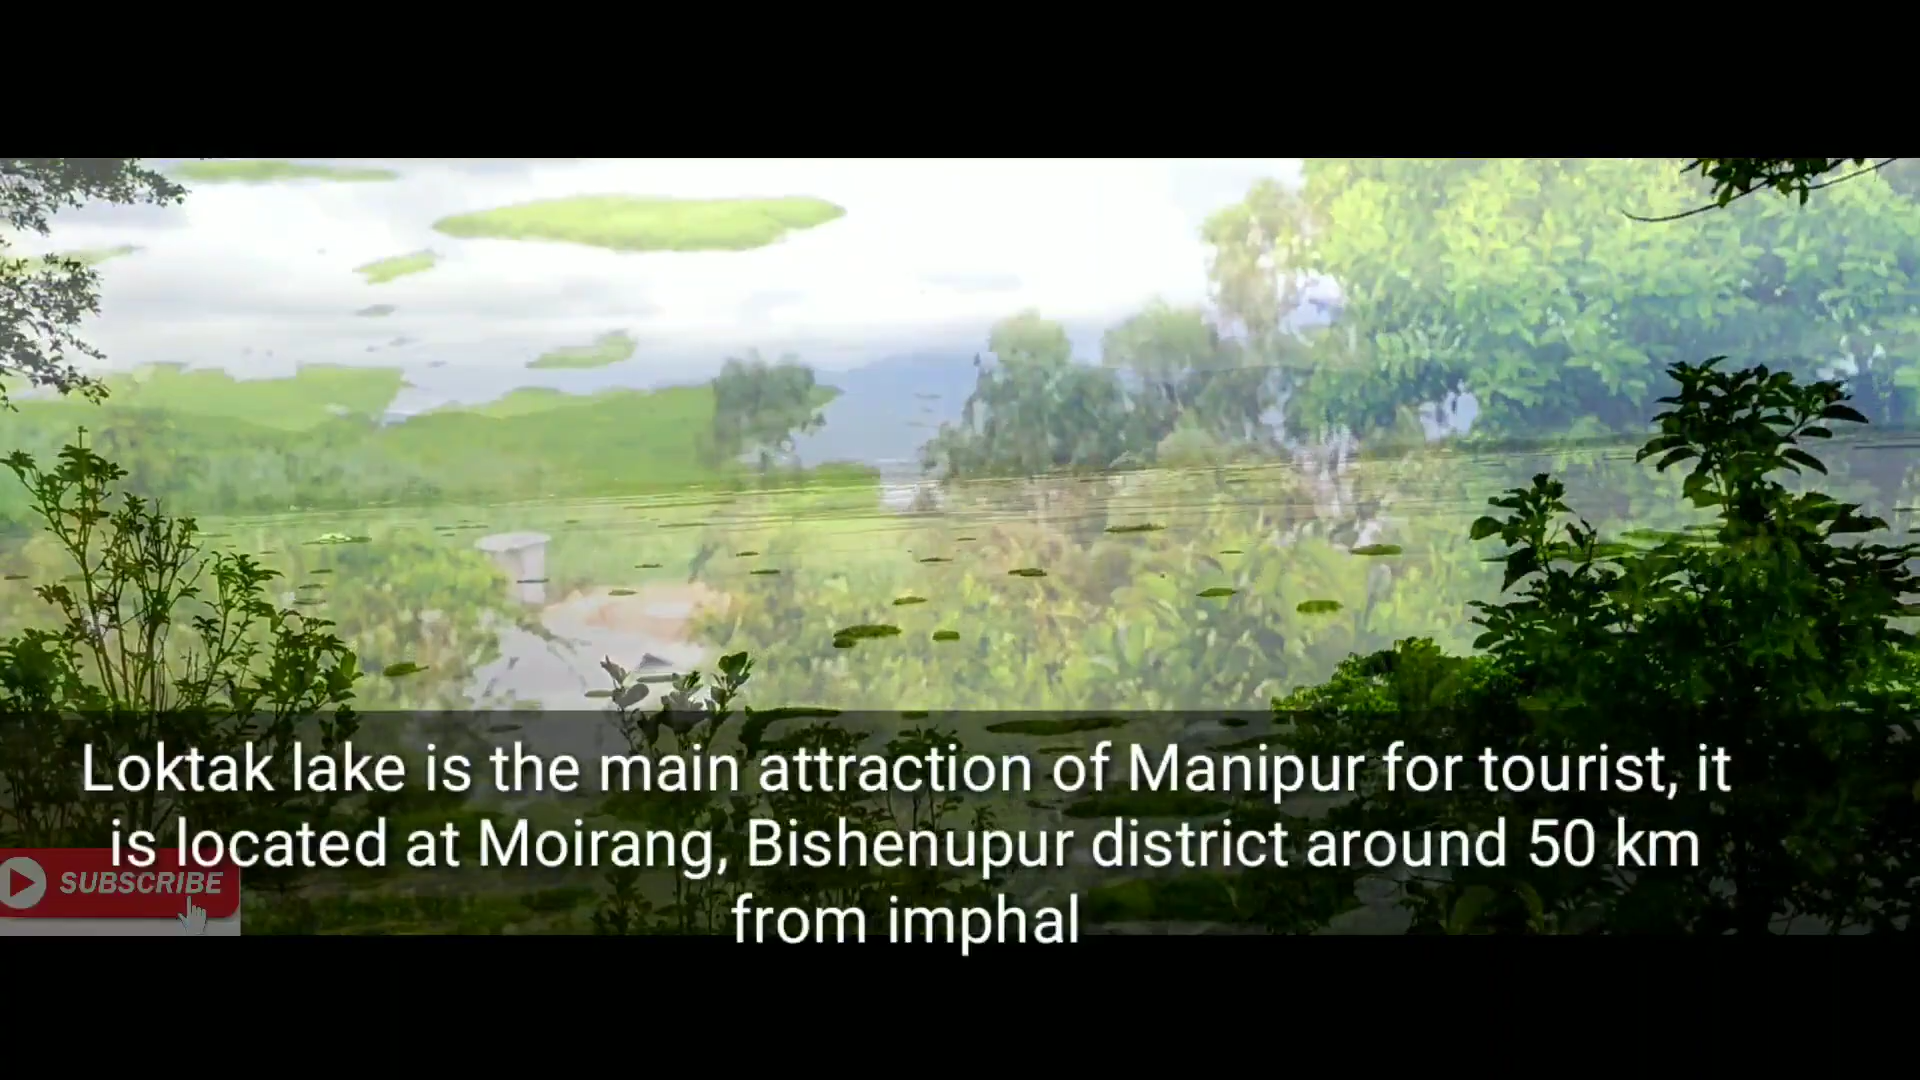 Loktak lake is the main attraction of Manipur for tourist, it
is located at Moirang, Bishenupur district around 50 km
from imphal
SUBSCRIBE